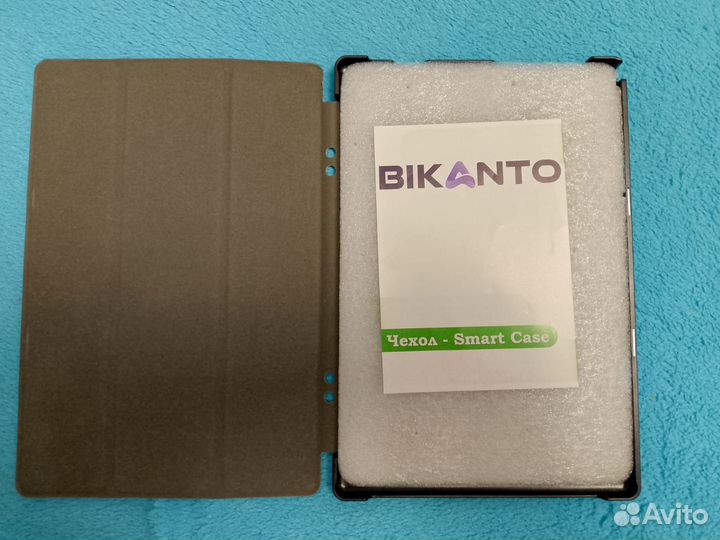 BIKANTO
Чехол - Smart Case
Avito